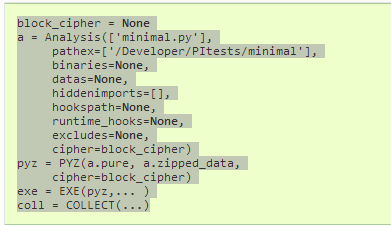 block_cipher = None
a = Analysis(['minimal.py'],
     pathex=['/Developer/PItests/minimal'],
     binaries=None,
     datas=None,
     hiddenimports=[],
     hookspath=None,
     runtime_hooks=None,
     excludes=None,
     cipher=block_cipher)
pyz = PYZ(a.pure, a.zipped_data,
     cipher=block_cipher)
exe = EXE(pyz,... )
coll = COLLECT(...)